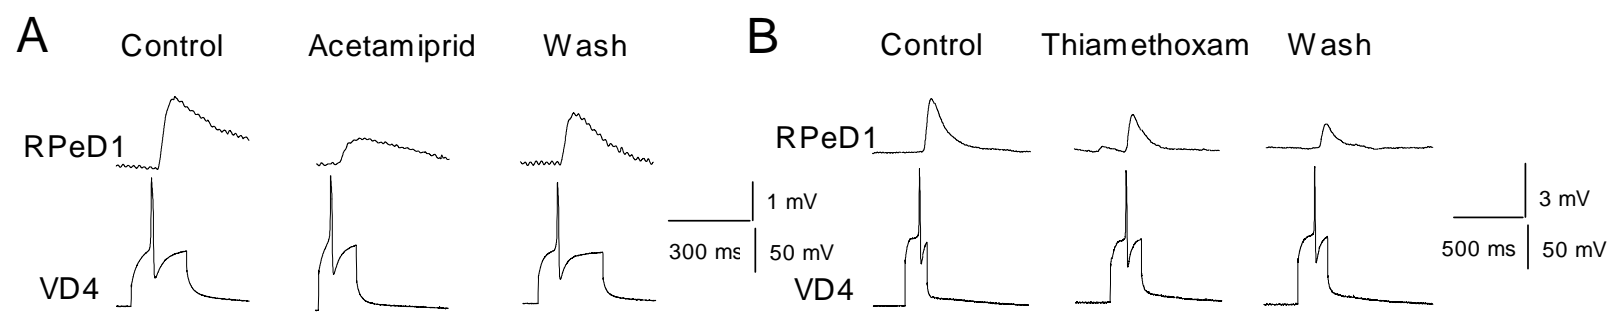 A
Control Acetamiprid Wash
RPeD1
VD4
1 mV
300 ms 50 mV
B
Control Thiamethoxam Wash
RPeD1
VD4
3 mV
500 ms 50 mV